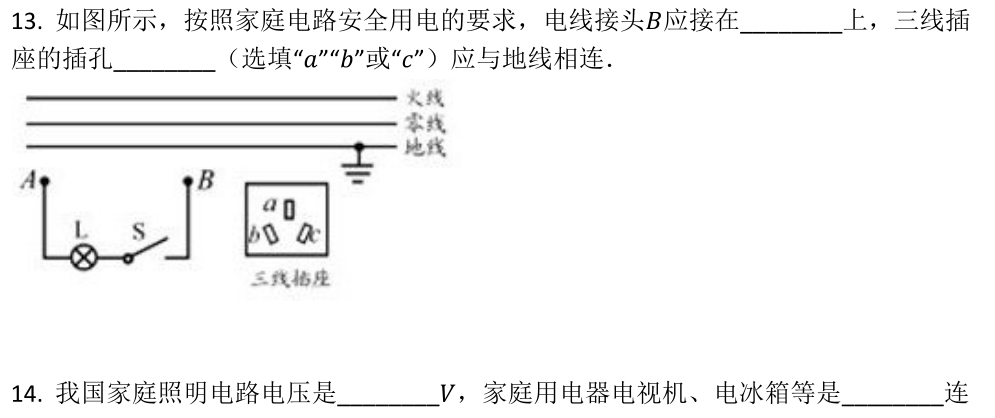 13. 如图所示，按照家庭电路安全用电的要求，电线接头B应接在________上，三线插
座的插孔________（选填“a”“b”或“c”）应与地线相连．
火线
零线
地线
A
B
L
S
a
b
c
三线插座
14. 我国家庭照明电路电压是________V，家庭用电器电视机、电冰箱等是________连